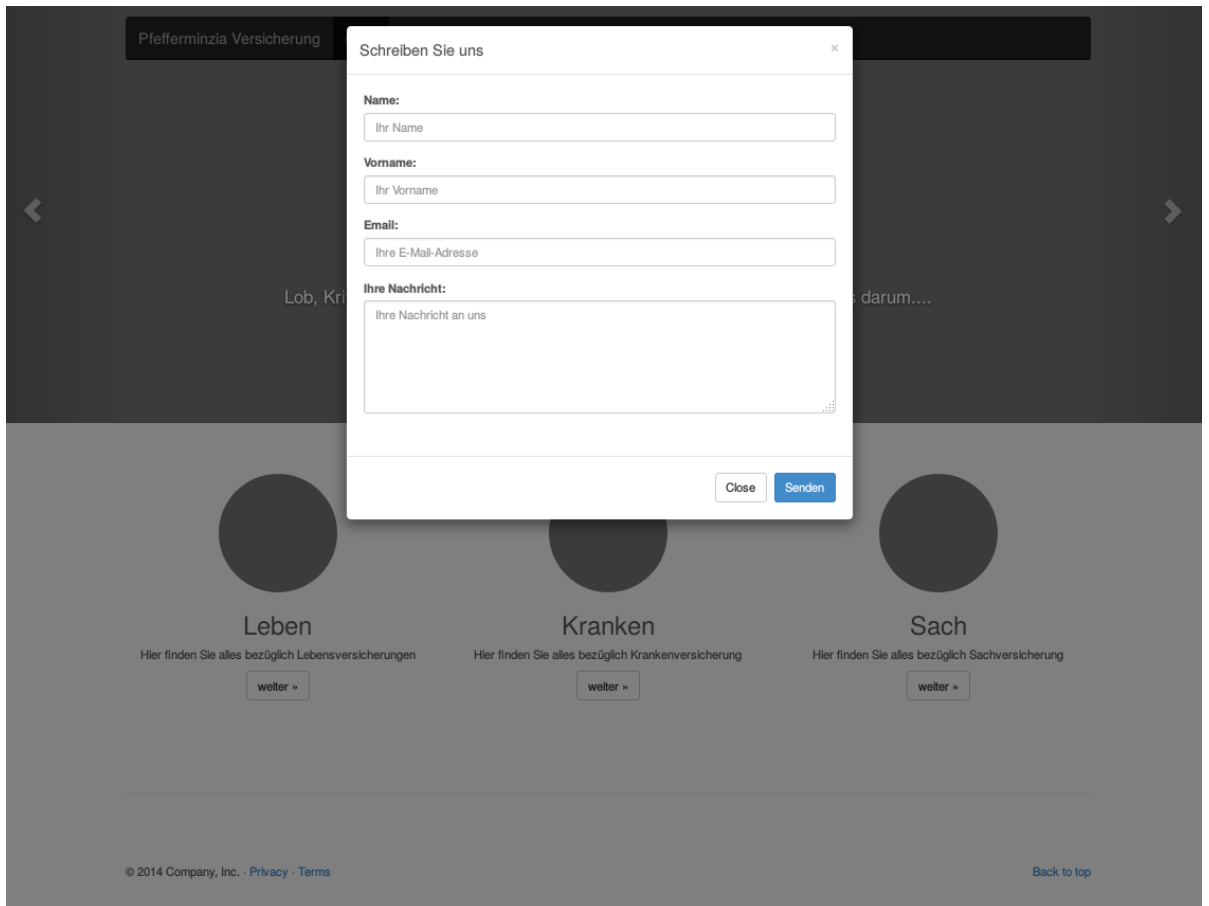 Pfefferminzia Versicherung
Schreiben Sie uns ×
Name:
Ihr Name
Vorname:
Ihr Vorname
Email:
Ihre E-Mail-Adresse
Lob, Kri
darum....
Ihre Nachricht:
Ihre Nachricht an uns
Close Senden
Leben Kranken Sach
Hier finden Sie alles bezüglich Lebensversicherungen Hier finden Sie alles bezüglich Krankenversicherung Hier finden Sie alles bezüglich Sachversicherung
weiter » weiter » weiter »
© 2014 Company, Inc. · Privacy · Terms Back to top